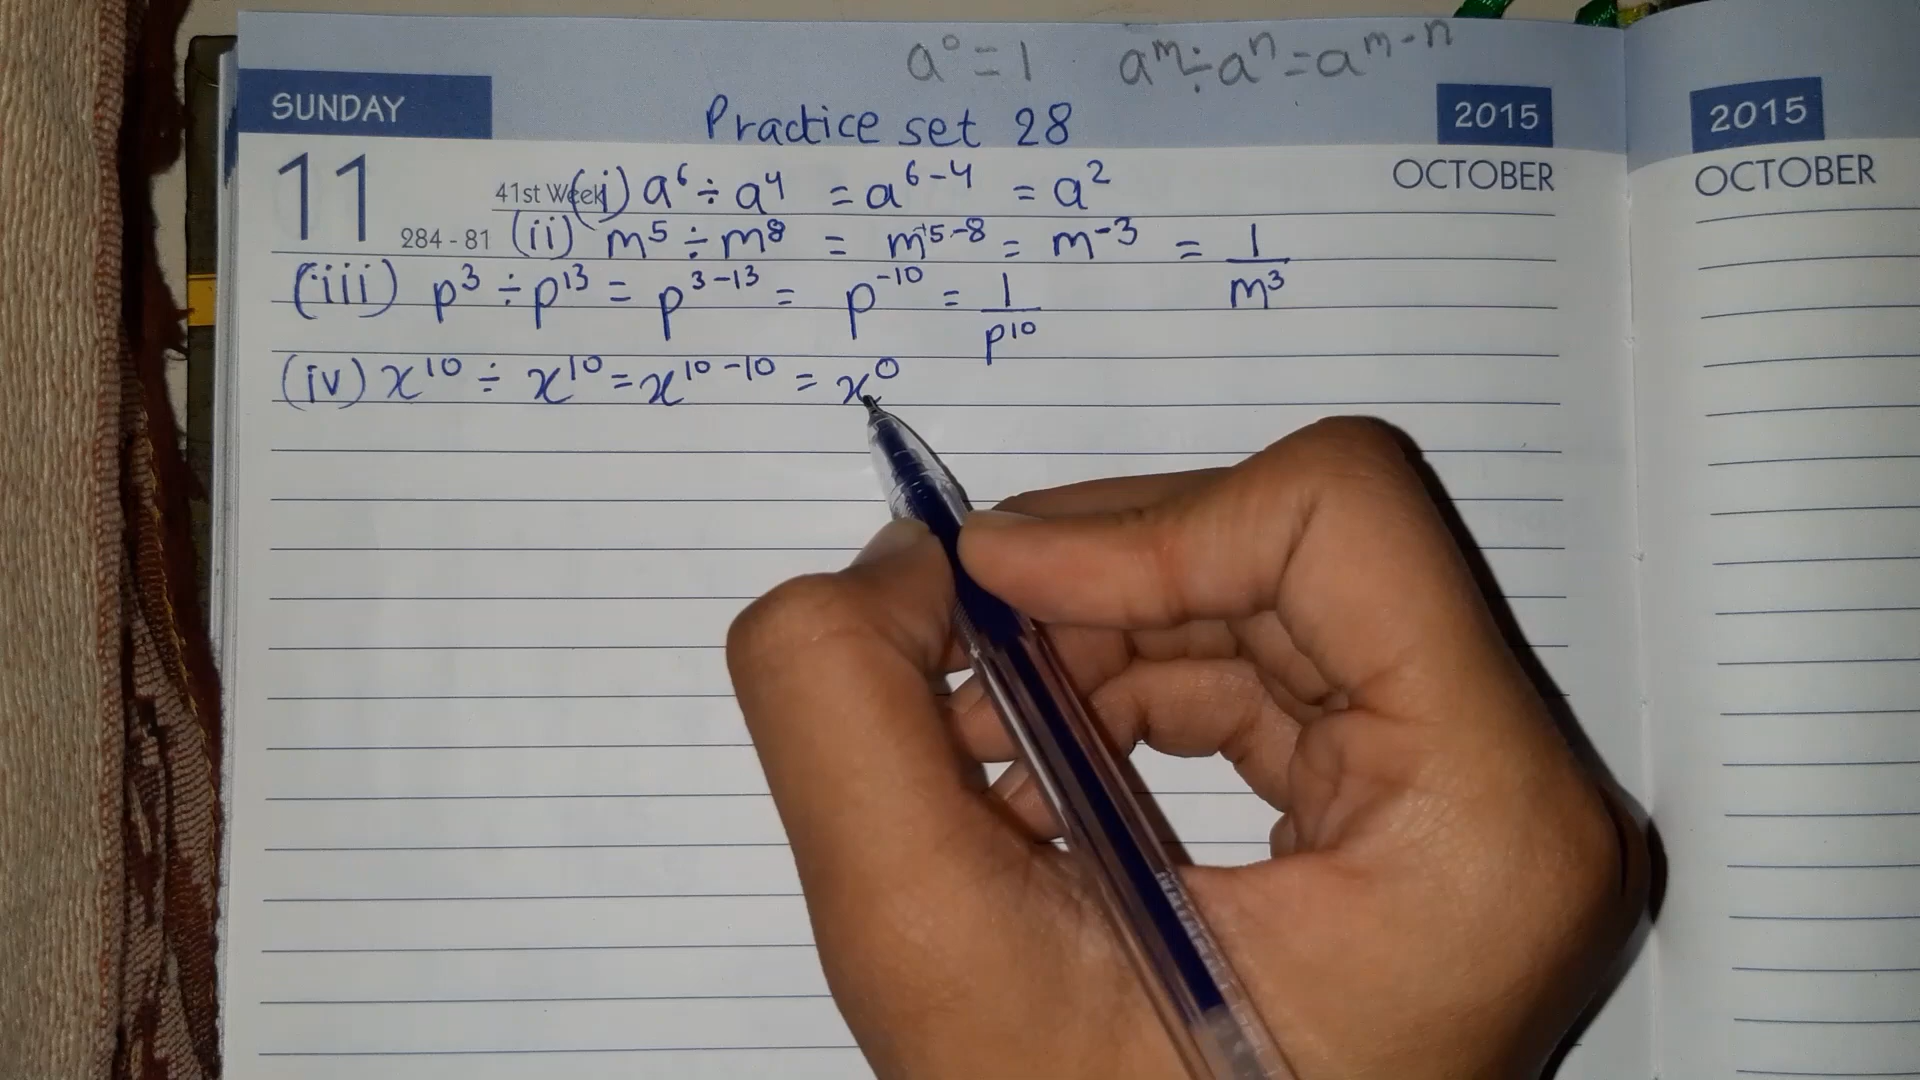 a⁰ = 1 aᵐ ÷ aⁿ = aᵐ⁻ⁿ
SUNDAY Practice set 28 2015 2015
11 OCTOBER OCTOBER
41st Week (i) a⁶ ÷ a⁴ = a⁶⁻⁴ = a²
284 - 81 (ii) m⁵ ÷ m⁸ = m⁵⁻⁸ = m⁻³ = 1/m³
(iii) p³ ÷ p¹³ = p³⁻¹³ = p⁻¹⁰ = 1/p¹⁰
(iv) x¹⁰ ÷ x¹⁰ = x¹⁰⁻¹⁰ = x⁰